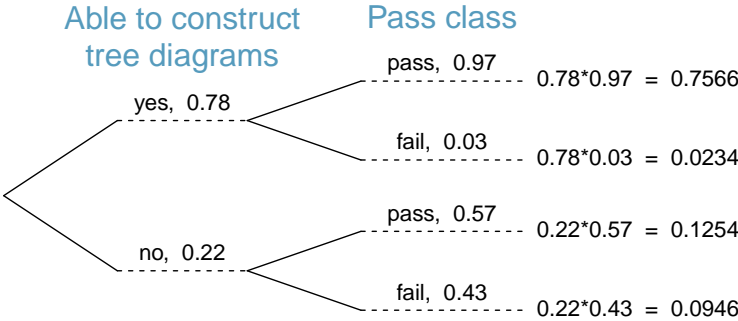 Able to construct
tree diagrams
Pass class
yes, 0.78
pass, 0.97
0.78*0.97 = 0.7566
fail, 0.03
0.78*0.03 = 0.0234
no, 0.22
pass, 0.57
0.22*0.57 = 0.1254
fail, 0.43
0.22*0.43 = 0.0946